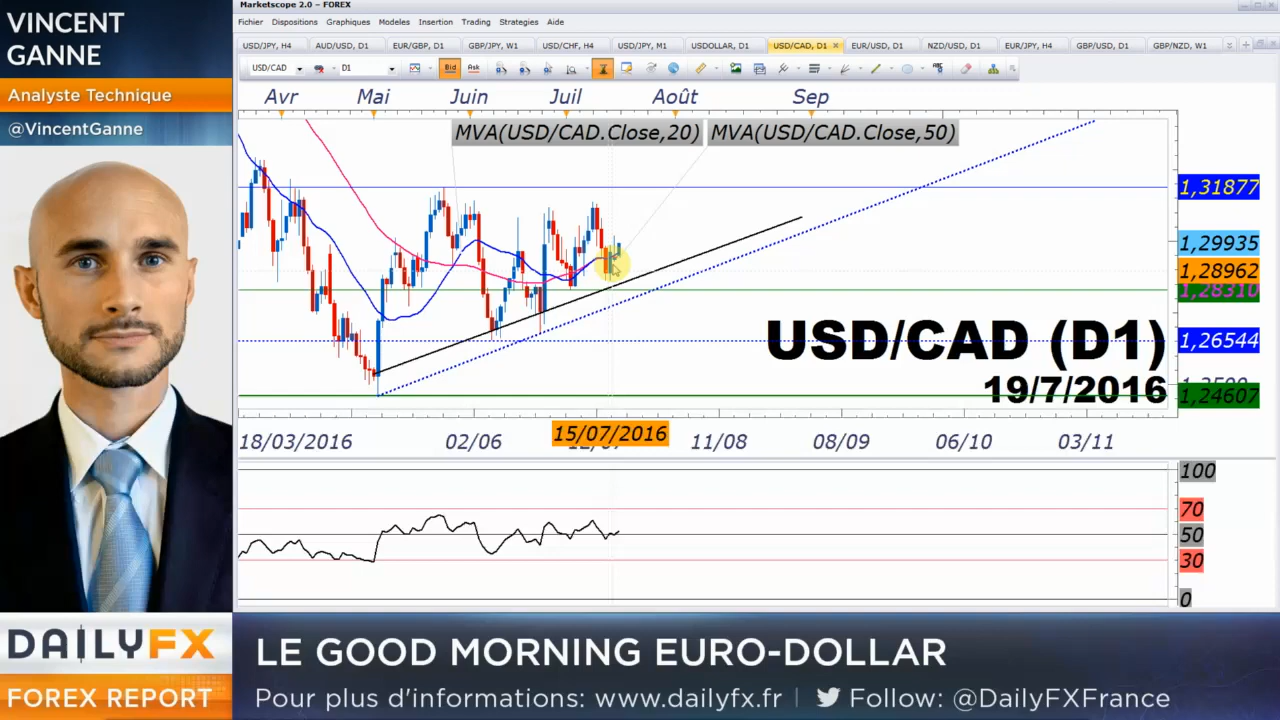 VINCENT
GANNE
Analyste Technique
@VincentGanne
Marketscope 2.0 – FOREX
Fichier Dispositions Graphiques Modeles Insertion Trading Strategies Aide
USD/JPY, H4 AUD/USD, D1 EUR/GBP, D1 GBP/JPY, W1 USD/CHF, H4 USD/JPY, M1 USDOLLAR, D1 USD/CAD, D1 EUR/USD, D1 NZD/USD, D1 EUR/JPY, H4 GBP/USD, D1 GBP/NZD, W1
USD/CAD D1 Bid Ask
Avr Mai Juin Juil Août Sep
MVA(USD/CAD.Close,20) MVA(USD/CAD.Close,50)
1,31877
1,29935
1,28962
1,28310
1,26544
1,24607
USD/CAD (D1)
19/7/2016
18/03/2016 02/06 15/07/2016 11/08 08/09 06/10 03/11
100
70
50
30
0
DAILYFX
FOREX REPORT
LE GOOD MORNING EURO-DOLLAR
Pour plus d'informations: www.dailyfx.fr | Follow: @DailyFXFrance